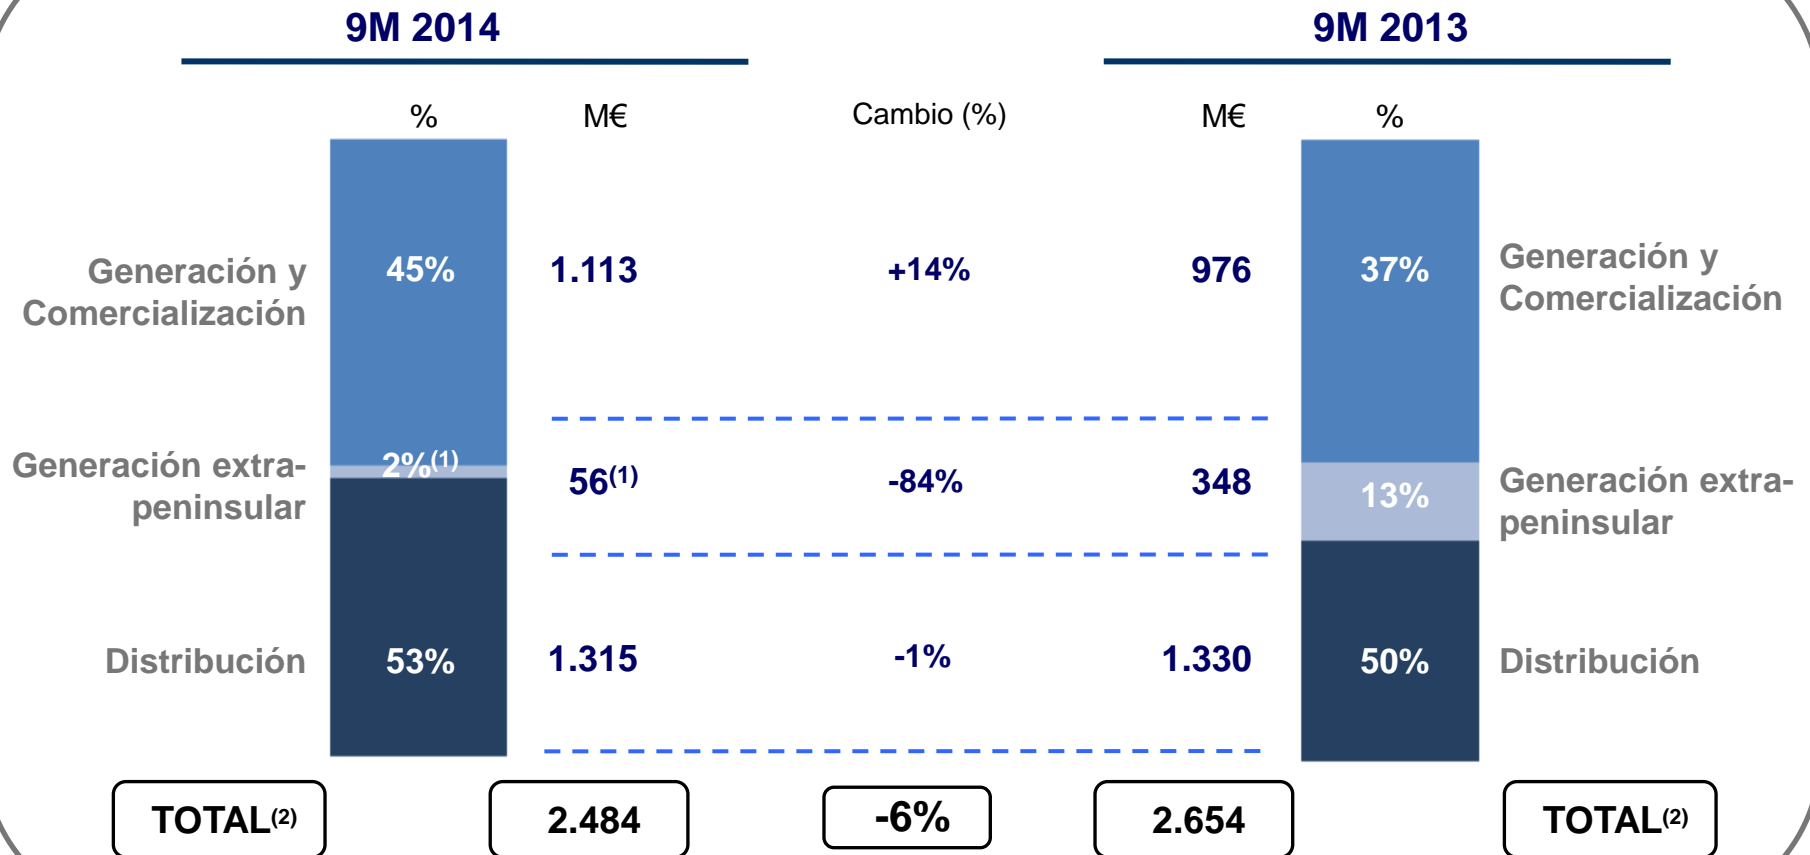 9M 2014
9M 2013
% M€ Cambio (%) M€ %
Generación y
Comercialización
45% 1.113 +14% 976 37%
Generación y
Comercialización
Generación extra-
peninsular
2%(1) 56(1) -84% 348 13%
Generación extra-
peninsular
Distribución 53% 1.315 -1% 1.330 50% Distribución
TOTAL(2) 2.484 -6% 2.654 TOTAL(2)